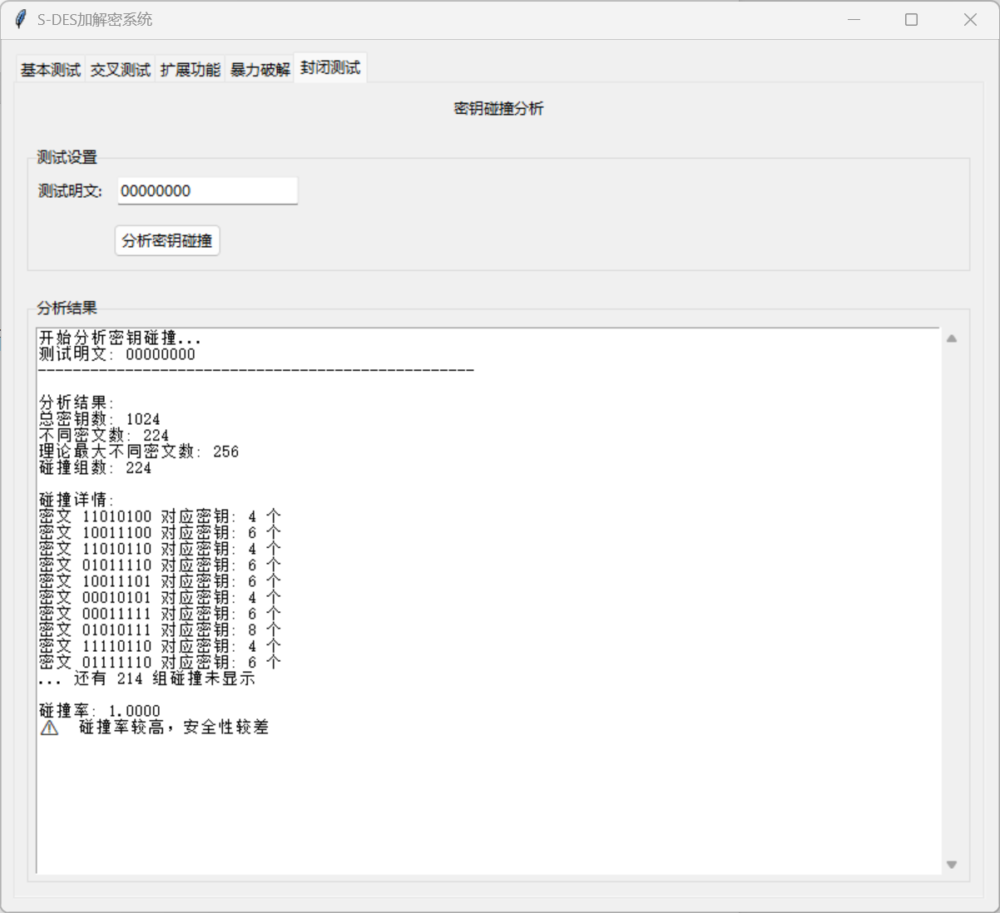 S-DES加解密系统
基本测试 交叉测试 扩展功能 暴力破解 封闭测试
密钥碰撞分析
测试设置
测试明文: 00000000
分析密钥碰撞
分析结果
开始分析密钥碰撞...
测试明文: 00000000
--------------------------------------------------
分析结果:
总密钥数: 1024
不同密文数: 224
理论最大不同密文数: 256
碰撞组数: 224
碰撞详情:
密文 11010100 对应密钥: 4 个
密文 10011100 对应密钥: 6 个
密文 11010110 对应密钥: 4 个
密文 01011110 对应密钥: 6 个
密文 10011101 对应密钥: 6 个
密文 00010101 对应密钥: 4 个
密文 00011111 对应密钥: 6 个
密文 01010111 对应密钥: 8 个
密文 11110110 对应密钥: 4 个
密文 01111110 对应密钥: 6 个
... 还有 214 组碰撞未显示
碰撞率: 1.0000
⚠ 碰撞率较高，安全性较差